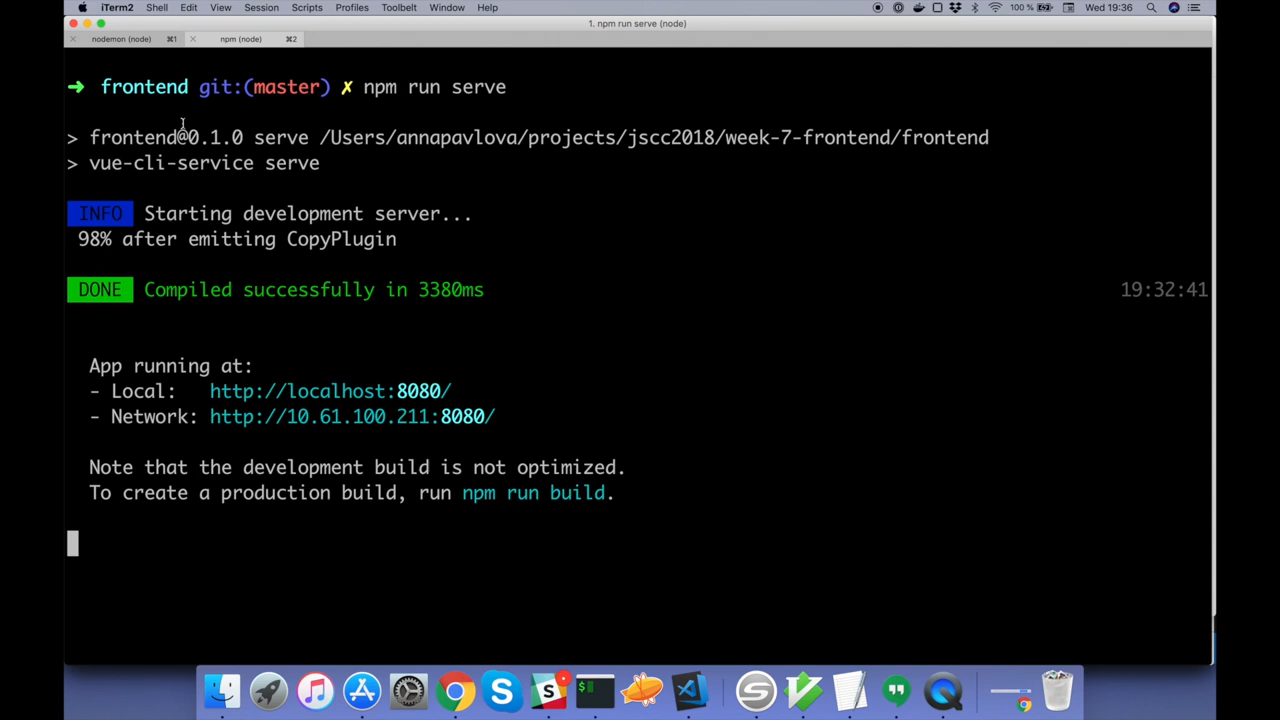 iTerm2 Shell Edit View Session Scripts Profiles Toolbelt Window Help 100 % Wed 19:36
1. npm run serve (node)
nodemon (node) ⌘1 npm (node) ⌘2
➜ frontend git:(master) ✗ npm run serve
> frontend@0.1.0 serve /Users/annapavlova/projects/jscc2018/week-7-frontend/frontend
> vue-cli-service serve
INFO Starting development server...
98% after emitting CopyPlugin
DONE Compiled successfully in 3380ms 19:32:41
App running at:
- Local: http://localhost:8080/
- Network: http://10.61.100.211:8080/
Note that the development build is not optimized.
To create a production build, run npm run build.